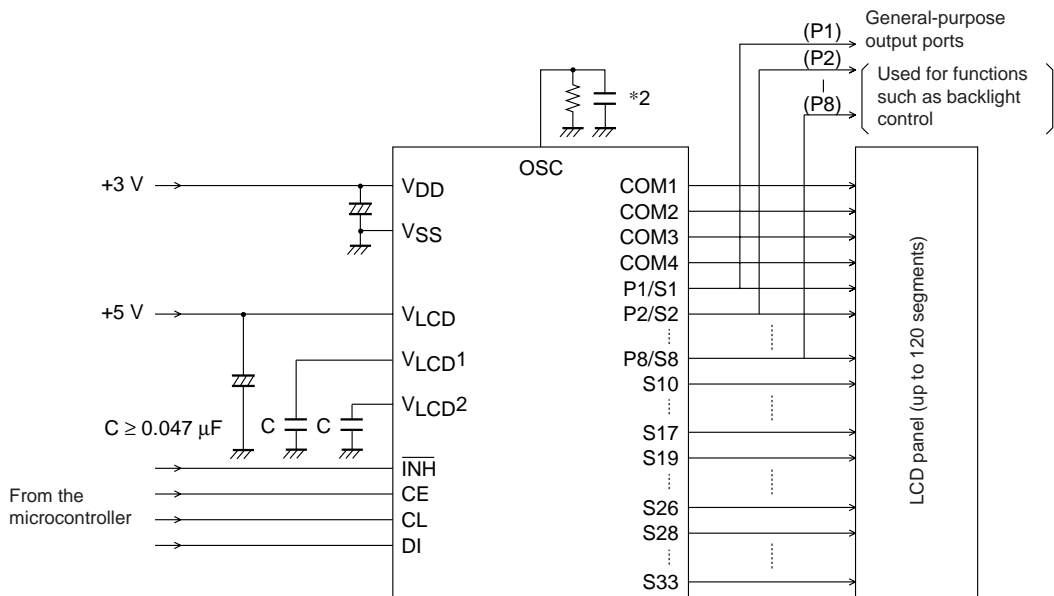 (P1)
General-purpose
output ports
(P2)
(P8)
Used for functions
such as backlight
control
*2
OSC
+3 V
VDD
VSS
+5 V
VLCD
VLCD1
VLCD2
C ≥ 0.047 μF
C
C
From the
microcontroller
INH
CE
CL
DI
COM1
COM2
COM3
COM4
P1/S1
P2/S2
P8/S8
S10
S17
S19
S26
S28
S33
LCD panel (up to 120 segments)